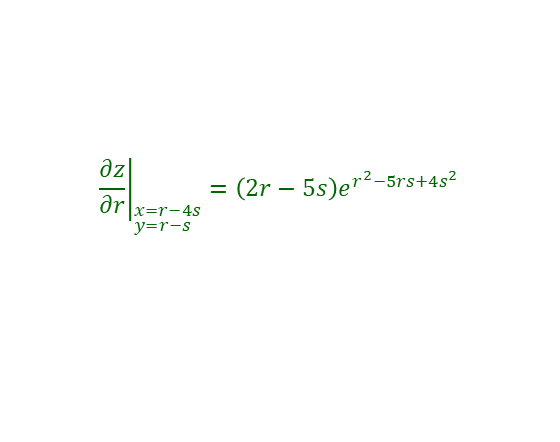 ∂z/∂r|x=r−4s y=r−s = (2r − 5s)e^(r²−5rs+4s²)